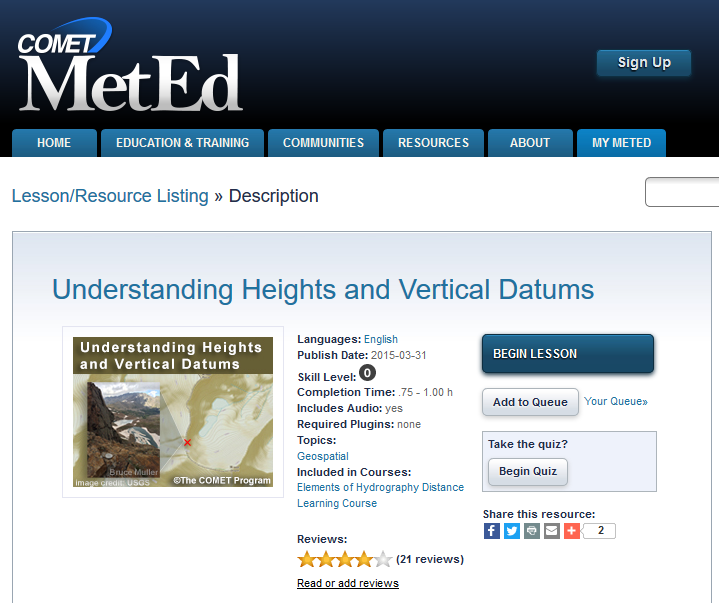 COMET
MetEd
Sign Up
HOME
EDUCATION & TRAINING
COMMUNITIES
RESOURCES
ABOUT
MY METED
Lesson/Resource Listing » Description
Understanding Heights and Vertical Datums
Understanding Heights
and Vertical Datums
Bruce Muller
image credit: USGS
©The COMET Program
Languages: English
Publish Date: 2015-03-31
Skill Level: 0
Completion Time: .75 - 1.00 h
Includes Audio: yes
Required Plugins: none
Topics:
Geospatial
Included in Courses:
Elements of Hydrography Distance
Learning Course
Reviews:
(21 reviews)
Read or add reviews
BEGIN LESSON
Add to Queue Your Queue»
Take the quiz?
Begin Quiz
Share this resource:
2